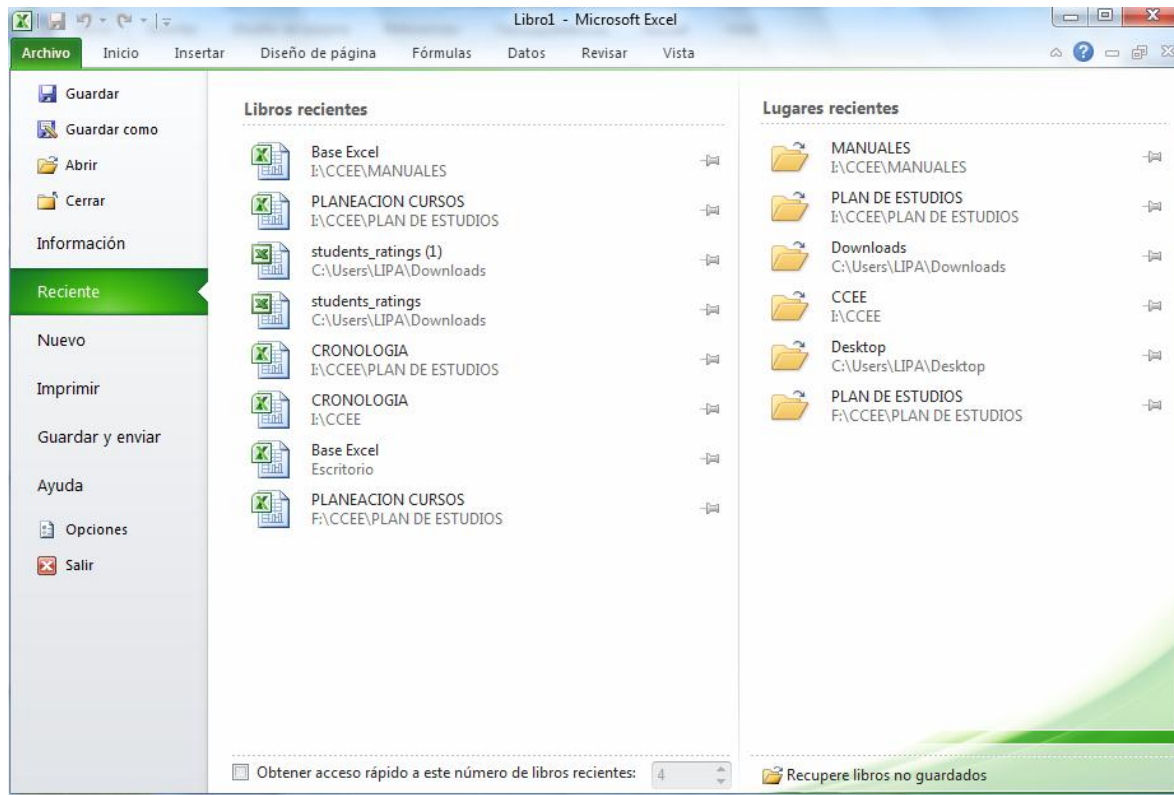 Libro1 - Microsoft Excel
Archivo Inicio Insertar Diseño de página Fórmulas Datos Revisar Vista
Guardar
Guardar como
Abrir
Cerrar
Información
Reciente
Nuevo
Imprimir
Guardar y enviar
Ayuda
Opciones
Salir
Libros recientes
Base Excel
I:\CCEE\MANUALES
PLANEACION CURSOS
I:\CCEE\PLAN DE ESTUDIOS
students_ratings (1)
C:\Users\LIPA\Downloads
students_ratings
C:\Users\LIPA\Downloads
CRONOLOGIA
I:\CCEE\PLAN DE ESTUDIOS
CRONOLOGIA
I:\CCEE
Base Excel
Escritorio
PLANEACION CURSOS
F:\CCEE\PLAN DE ESTUDIOS
Obtener acceso rápido a este número de libros recientes: 4
Lugares recientes
MANUALES
I:\CCEE\MANUALES
PLAN DE ESTUDIOS
I:\CCEE\PLAN DE ESTUDIOS
Downloads
C:\Users\LIPA\Downloads
CCEE
I:\CCEE
Desktop
C:\Users\LIPA\Desktop
PLAN DE ESTUDIOS
F:\CCEE\PLAN DE ESTUDIOS
Recupere libros no guardados